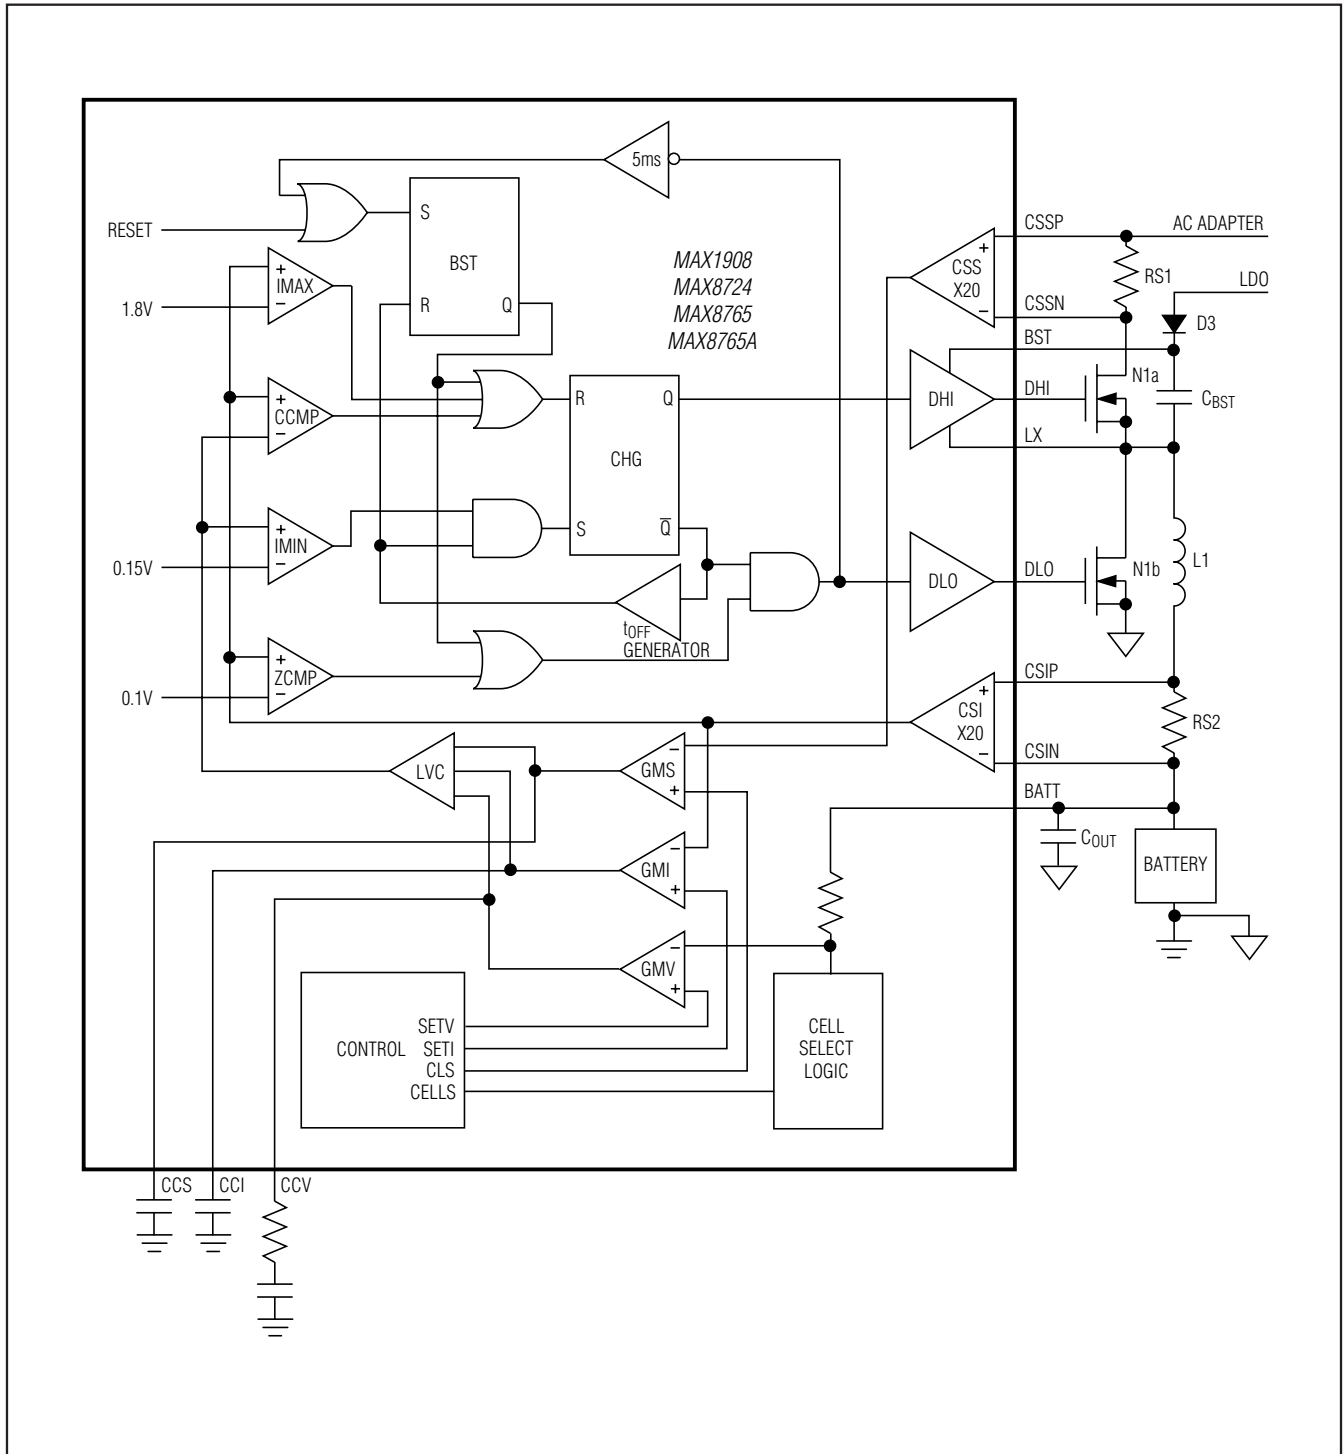 5ms
RESET
S
BST
R
Q
MAX1908
MAX8724
MAX8765
MAX8765A
+
IMAX
−
1.8V
+
CCMP
−
+
IMIN
−
0.15V
+
ZCMP
−
0.1V
R
Q
CHG
S
Q̅
tOFF
GENERATOR
CSSP
AC ADAPTER
+
CSS
X20
−
RS1
LDO
CSSN
D3
BST
DHI
DHI
N1a
CBST
LX
DLO
DLO
N1b
L1
CSIP
+
CSI
X20
−
RS2
CSIN
BATT
COUT
BATTERY
LVC
−
GMS
+
−
GMI
+
−
GMV
+
CONTROL
SETV
SETI
CLS
CELLS
CELL
SELECT
LOGIC
CCS
CCI
CCV